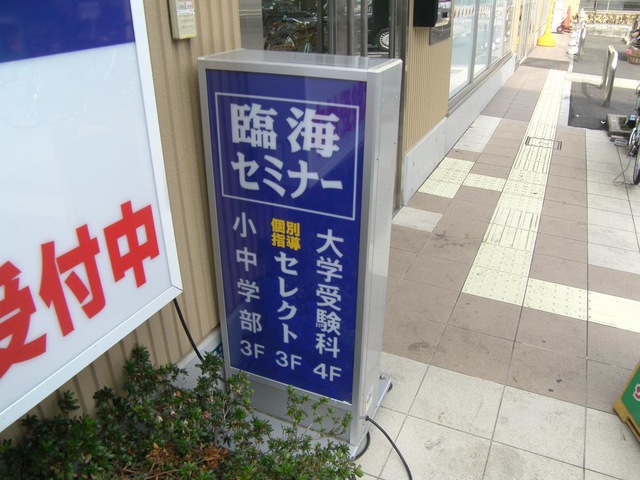 臨海
セミナー
大学受験科 4F
個別
指導
セレクト 3F
小中学部 3F
受付中